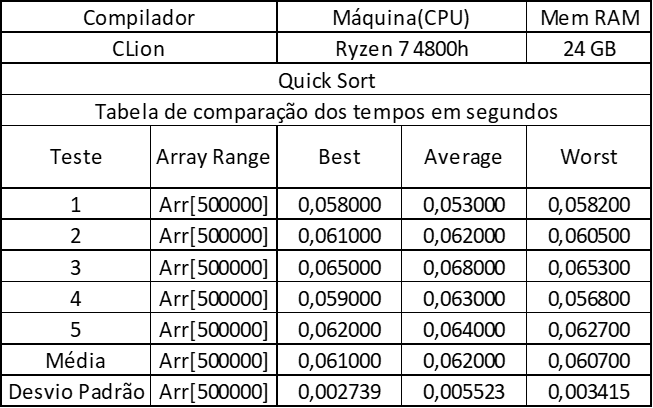 Compilador Máquina(CPU) Mem RAM
CLion Ryzen 7 4800h 24 GB
Quick Sort
Tabela de comparação dos tempos em segundos
Teste Array Range Best Average Worst
1 Arr[500000] 0,058000 0,053000 0,058200
2 Arr[500000] 0,061000 0,062000 0,060500
3 Arr[500000] 0,065000 0,068000 0,065300
4 Arr[500000] 0,059000 0,063000 0,056800
5 Arr[500000] 0,062000 0,064000 0,062700
Média Arr[500000] 0,061000 0,062000 0,060700
Desvio Padrão Arr[500000] 0,002739 0,005523 0,003415